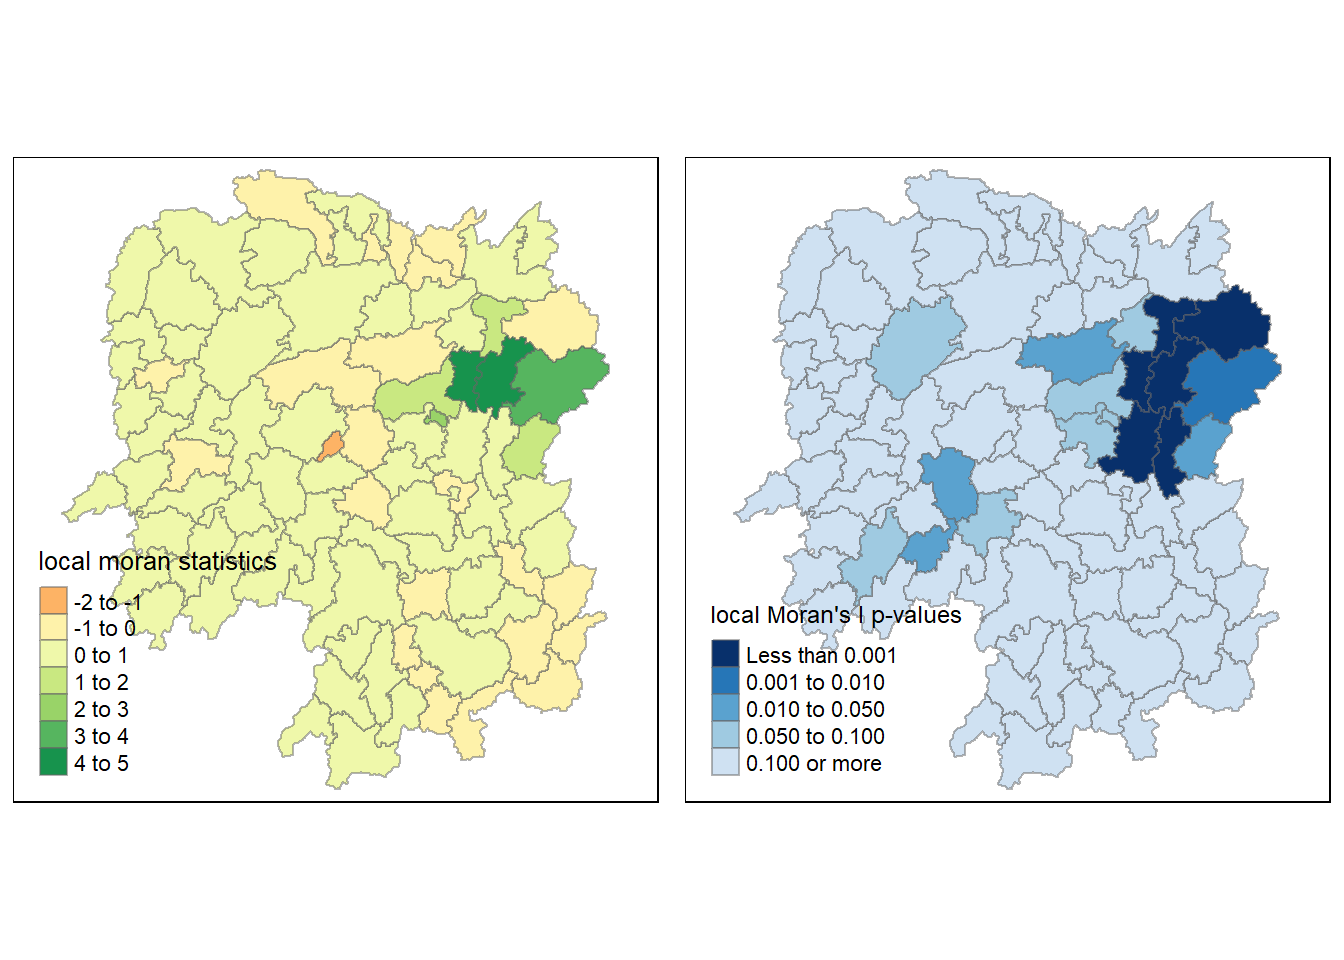 local moran statistics
-2 to -1
-1 to 0
0 to 1
1 to 2
2 to 3
3 to 4
4 to 5
local Moran's I p-values
Less than 0.001
0.001 to 0.010
0.010 to 0.050
0.050 to 0.100
0.100 or more